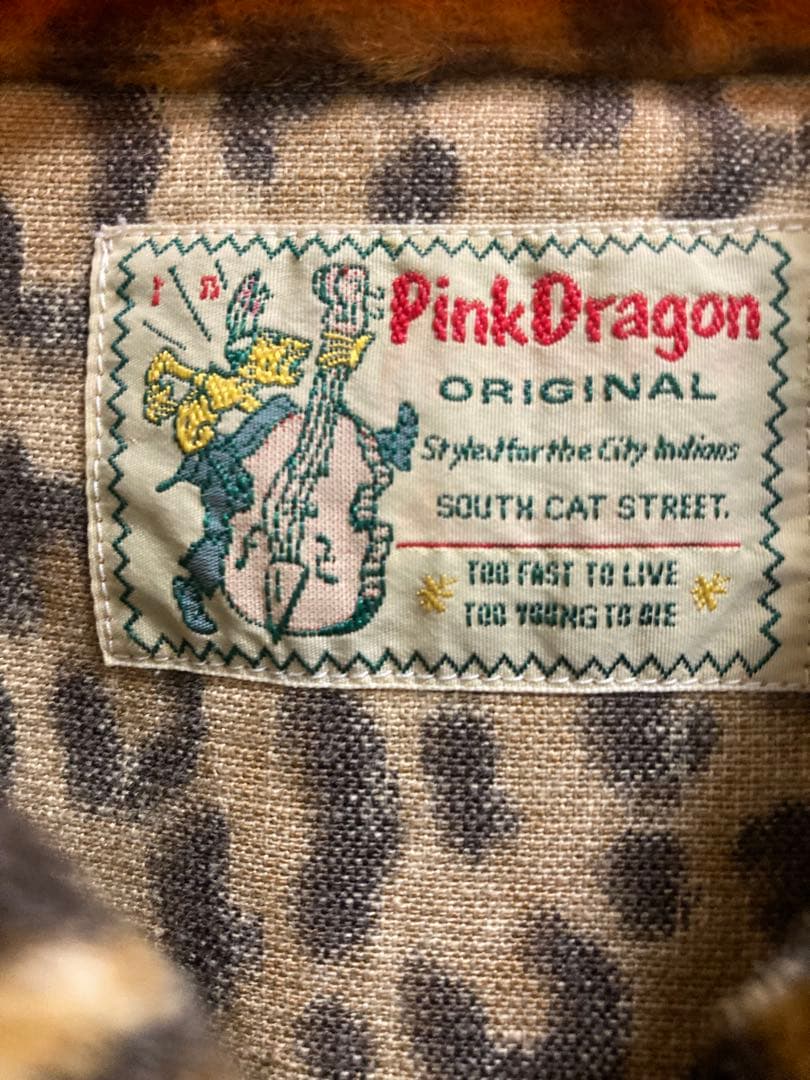 PinkDragon
ORIGINAL
Styled for the City Indians
SOUTH CAT STREET.
TOO FAST TO LIVE
TOO YOUNG TO DIE